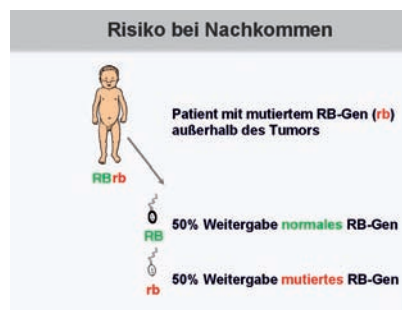 Risiko bei Nachkommen
Patient mit mutiertem RB-Gen (rb)
außerhalb des Tumors
RBrb
50% Weitergabe normales RB-Gen
RB
50% Weitergabe mutiertes RB-Gen
rb